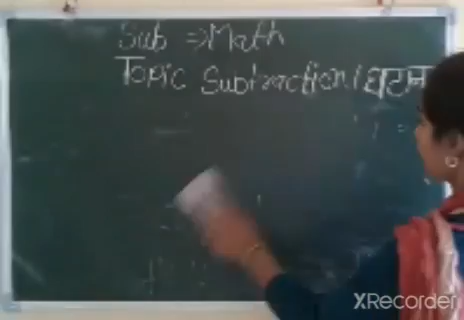 Sub ⇒ Math
Topic Subtraction / घटाना
XRecorder